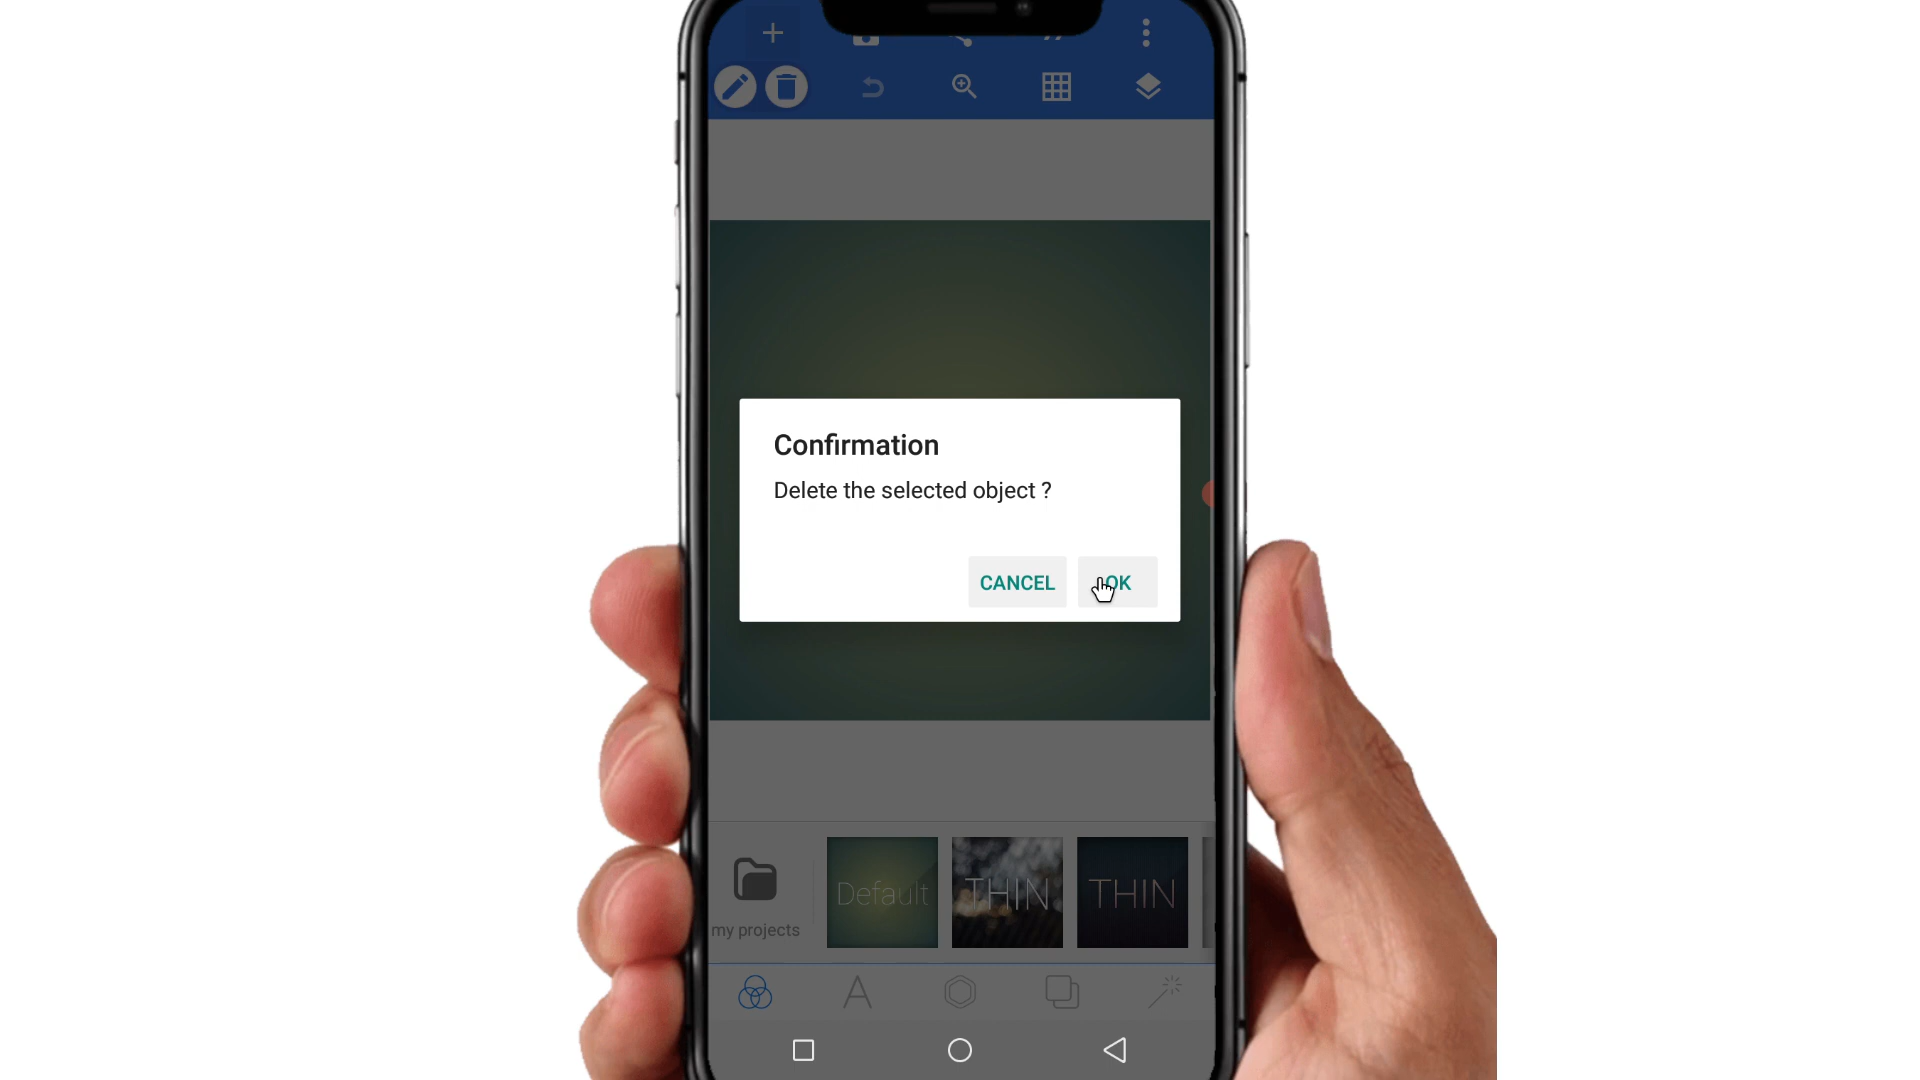 Confirmation
Delete the selected object ?
CANCEL
OK
my projects
Default
THIN
THIN